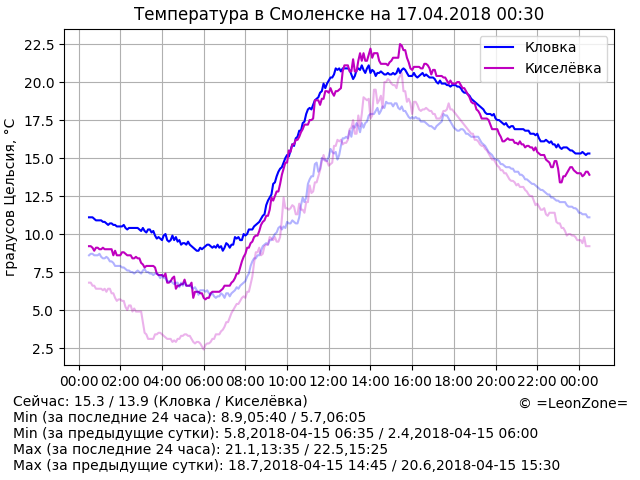 Температура в Смоленске на 17.04.2018 00:30
градусов Цельсия, °C
22.5
20.0
17.5
15.0
12.5
10.0
7.5
5.0
2.5
Кловка
Киселёвка
00:00 02:00 04:00 06:00 08:00 10:00 12:00 14:00 16:00 18:00 20:00 22:00 00:00
Сейчас: 15.3 / 13.9 (Кловка / Киселёвка)
© =LeonZone=
Min (за последние 24 часа): 8.9,05:40 / 5.7,06:05
Min (за предыдущие сутки): 5.8,2018-04-15 06:35 / 2.4,2018-04-15 06:00
Max (за последние 24 часа): 21.1,13:35 / 22.5,15:25
Max (за предыдущие сутки): 18.7,2018-04-15 14:45 / 20.6,2018-04-15 15:30